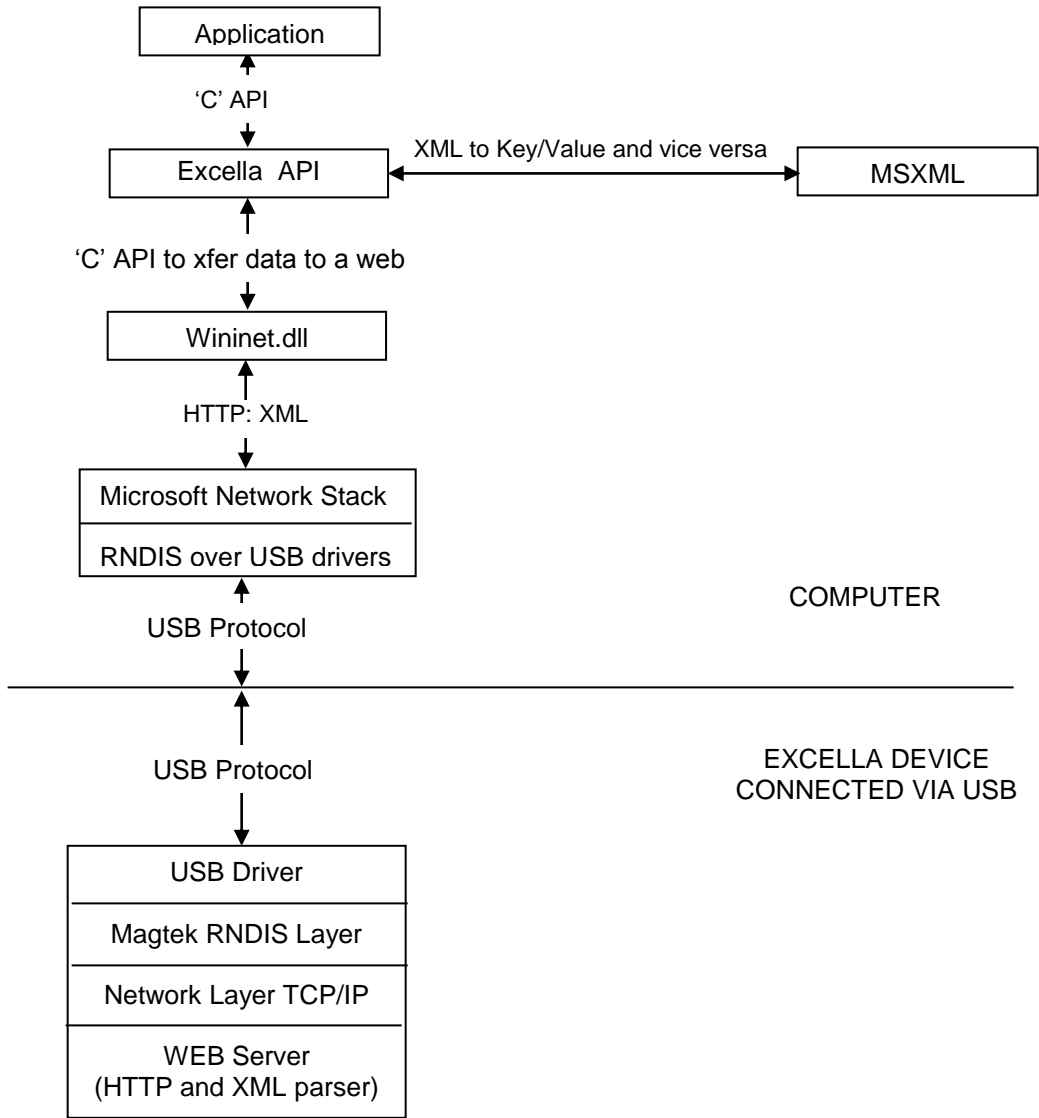 Application
‘C’ API
XML to Key/Value and vice versa
Excella API
MSXML
‘C’ API to xfer data to a web
Wininet.dll
HTTP: XML
Microsoft Network Stack
RNDIS over USB drivers
COMPUTER
USB Protocol
USB Protocol
EXCELLA DEVICE
CONNECTED VIA USB
USB Driver
Magtek RNDIS Layer
Network Layer TCP/IP
WEB Server
(HTTP and XML parser)